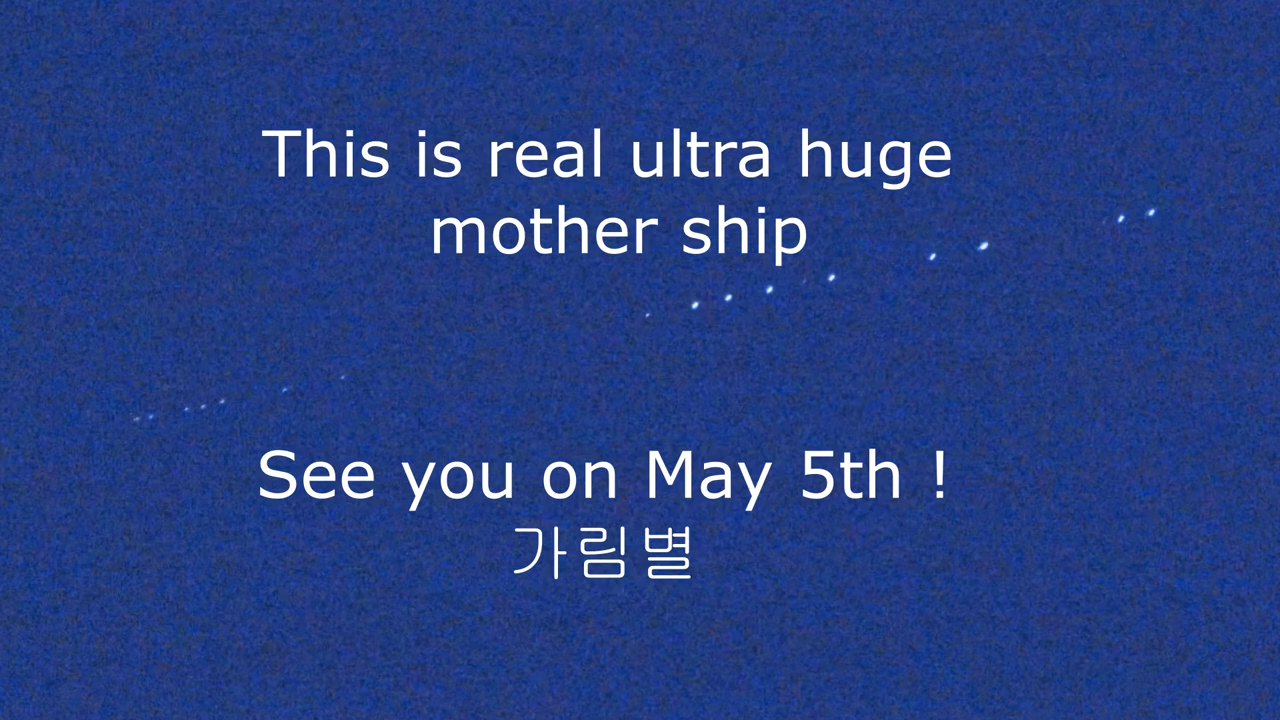 This is real ultra huge
mother ship
See you on May 5th !
가림별